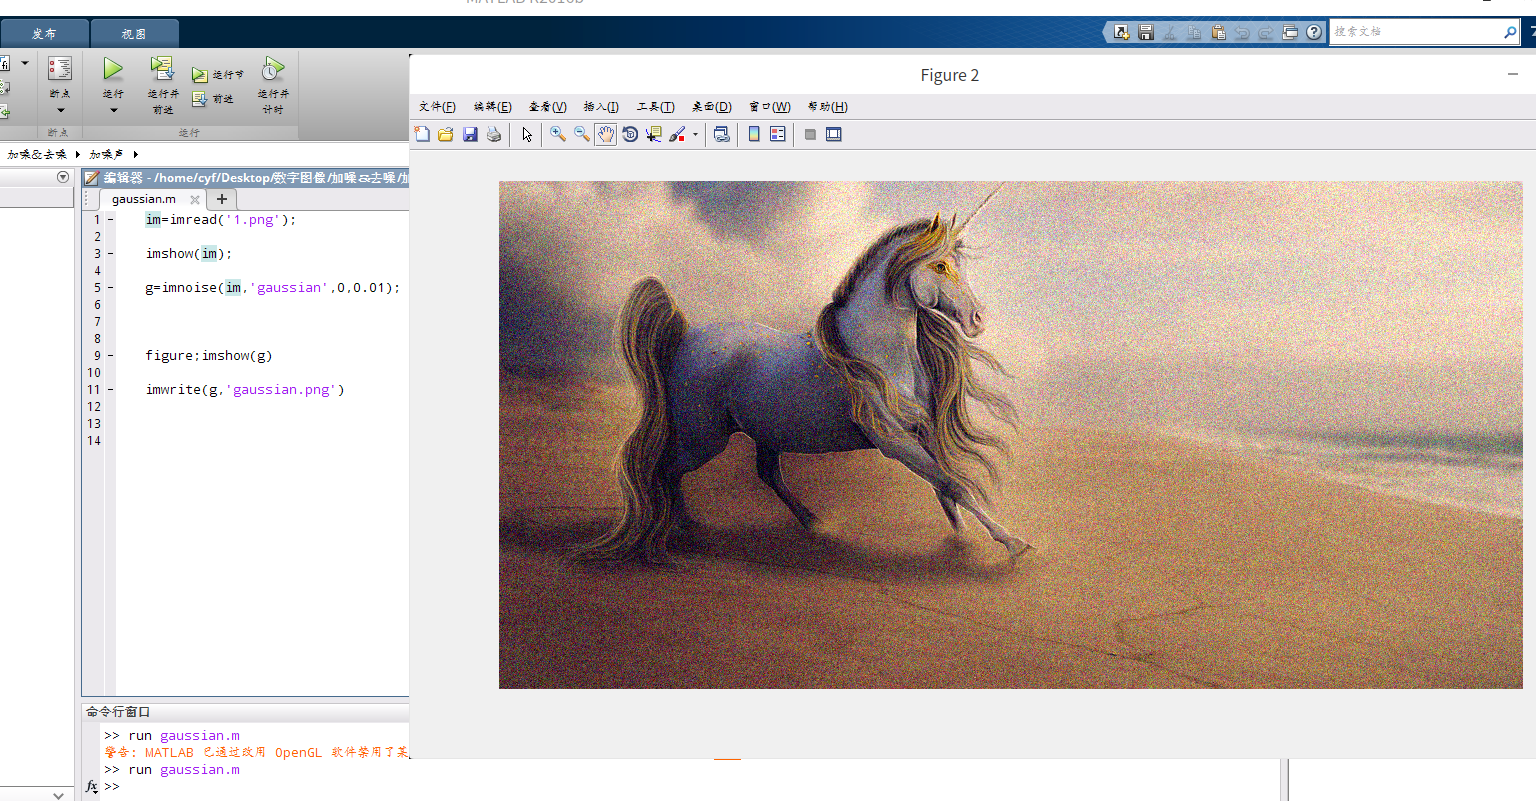 发布
视图
搜索文档
断点
运行
运行并
前进
运行节
前进
运行并
计时
断点
运行
Figure 2
文件(F)
编辑(E)
查看(V)
插入(I)
工具(T)
桌面(D)
窗口(W)
帮助(H)
加噪&去噪
加噪声
编辑器 - /home/cyf/Desktop/数字图像/加噪&去噪/加
gaussian.m
1 - im=imread('1.png');
2
3 - imshow(im);
4
5 - g=imnoise(im,'gaussian',0,0.01);
6
7
8
9 - figure;imshow(g)
10
11 - imwrite(g,'gaussian.png')
12
13
14
命令行窗口
>> run gaussian.m
警告: MATLAB 已通过改用 OpenGL 软件禁用了某
>> run gaussian.m
fx >>